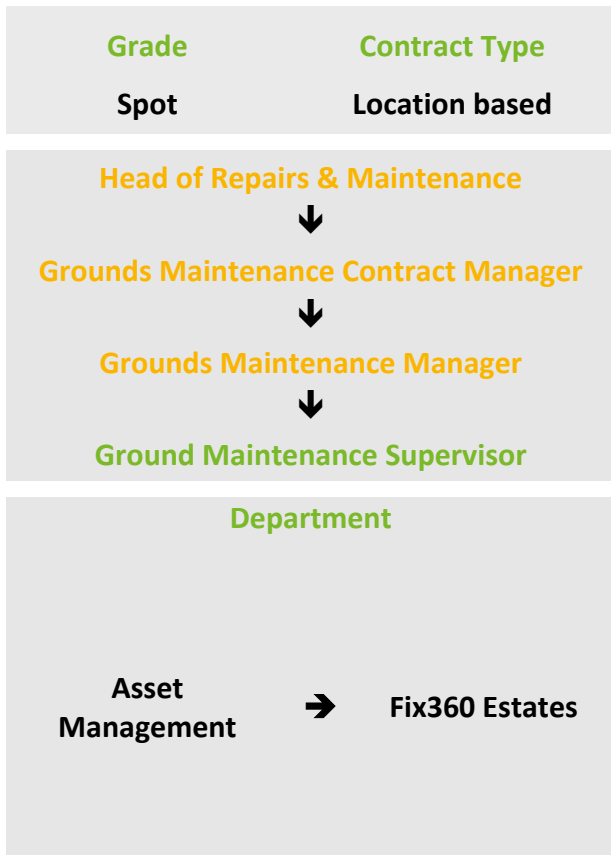 Grade Contract Type
Spot Location based
Head of Repairs & Maintenance
Grounds Maintenance Contract Manager
Grounds Maintenance Manager
Ground Maintenance Supervisor
Department
Asset
Management
Fix360 Estates